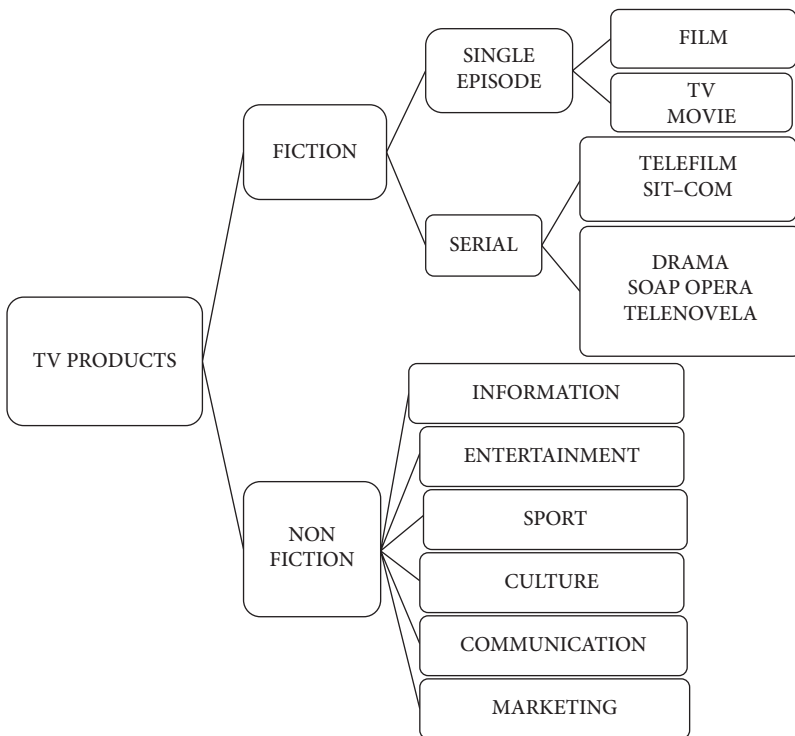 TV PRODUCTS
FICTION
SINGLE
EPISODE
FILM
TV
MOVIE
SERIAL
TELEFILM
SIT–COM
DRAMA
SOAP OPERA
TELENOVELA
NON
FICTION
INFORMATION
ENTERTAINMENT
SPORT
CULTURE
COMMUNICATION
MARKETING